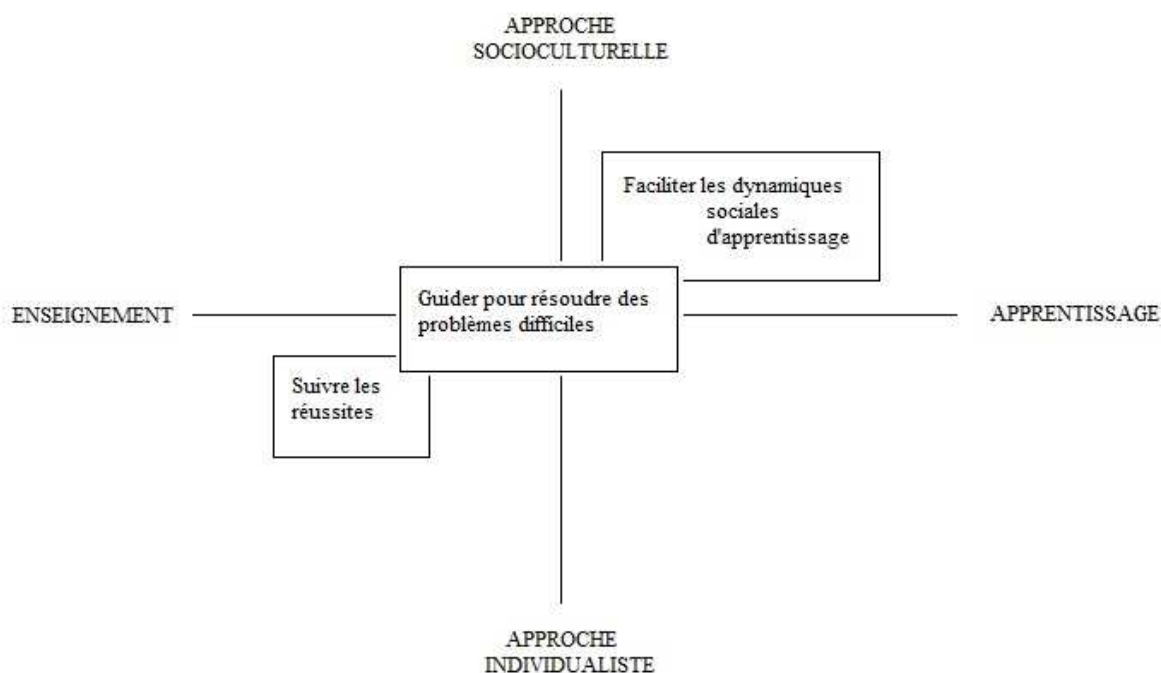 APPROCHE
SOCIOCULTURELLE
Faciliter les dynamiques
sociales
d'apprentissage
Guider pour résoudre des
problèmes difficiles
ENSEIGNEMENT
APPRENTISSAGE
Suivre les
réussites
APPROCHE
INDIVIDUALISTE